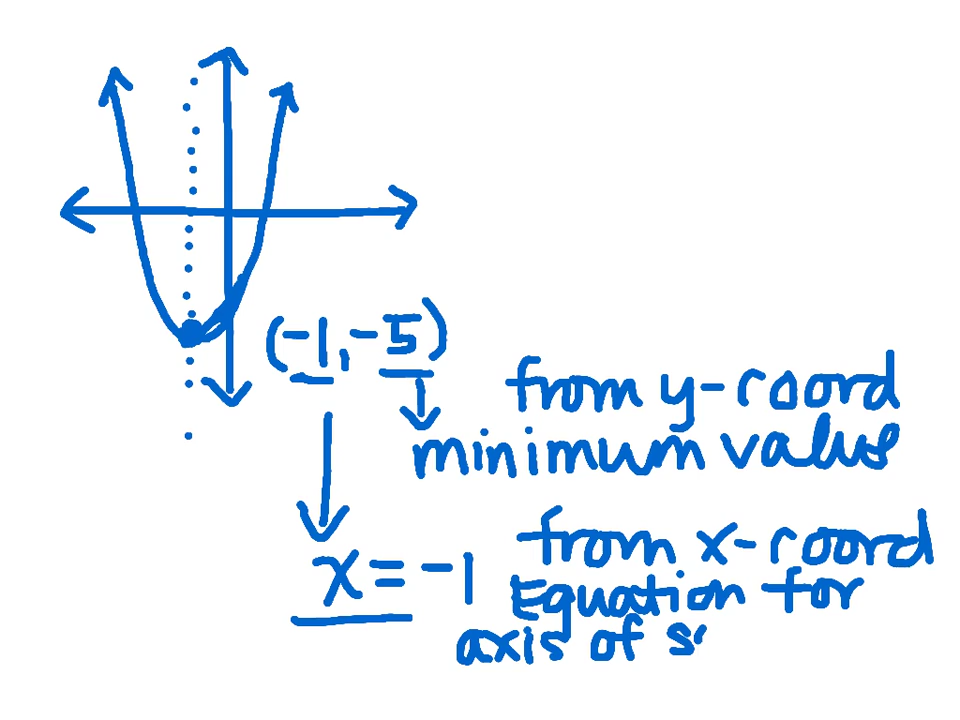 (-1,-5)
from y-coord
minimum value
x = -1
from x-coord
Equation for
axis of s